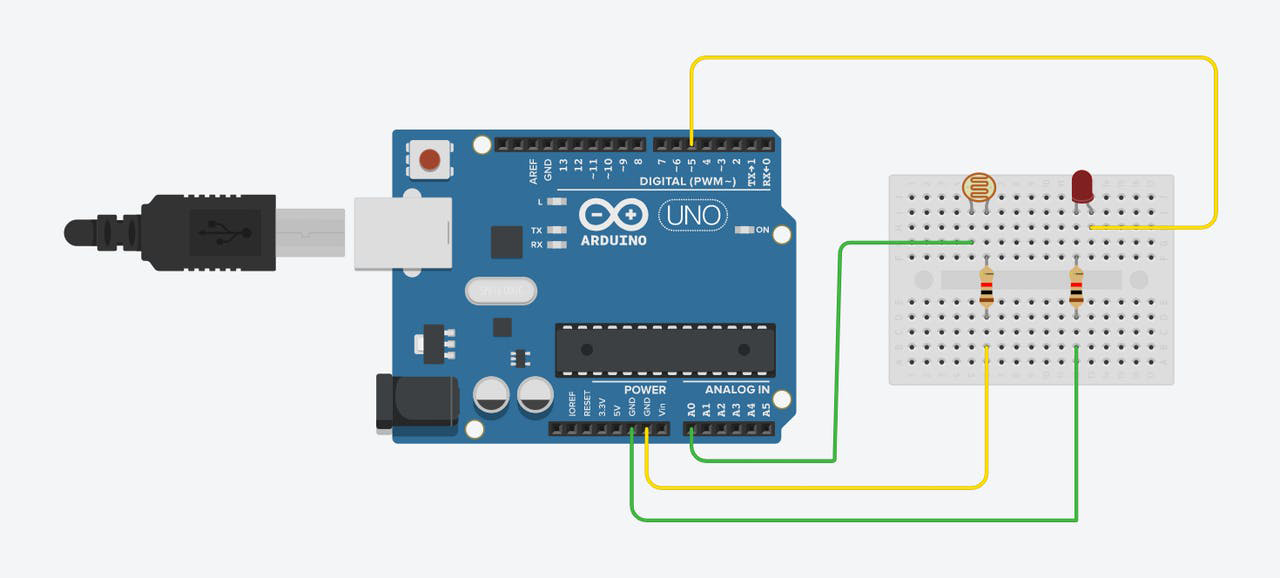 AREF
GND
13
12
~11
~10
~9
8
7
~6
~5
4
~3
2
TX→1
RX←0
DIGITAL (PWM~)
L
TX
RX
UNO
ARDUINO
ON
POWER
ANALOG IN
IOREF
RESET
3.3V
5V
GND
GND
Vin
A0
A1
A2
A3
A4
A5